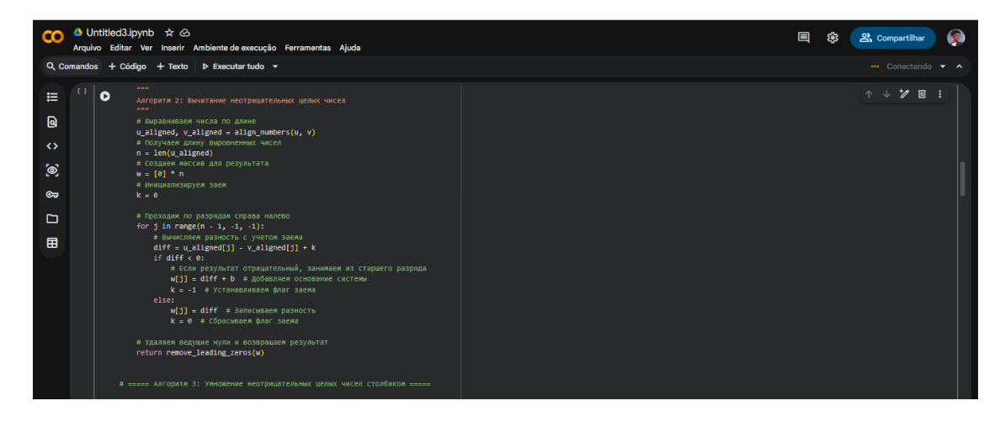 CO Untitled3.ipynb
Arquivo Editar Ver Inserir Ambiente de execução Ferramentas Ajuda
Compartilhar
Comandos + Código + Texto Executar tudo
Conectando
[ ]
"""
Алгоритм 2: Вычитание неотрицательных целых чисел
"""
# Выравниваем числа по длине
u_aligned, v_aligned = align_numbers(u, v)
# Получаем длину выровненных чисел
n = len(u_aligned)
# Создаем массив для результата
w = [0] * n
# Инициализируем заем
k = 0
# Проходим по разрядам справа налево
for j in range(n - 1, -1, -1):
# Вычисляем разность с учетом заема
diff = u_aligned[j] - v_aligned[j] + k
if diff < 0:
# Если результат отрицательный, занимаем из старшего разряда
w[j] = diff + b # Добавляем основание системы
k = -1 # Устанавливаем флаг заема
else:
w[j] = diff # Записываем разность
k = 0 # Сбрасываем флаг заема
# Удаляем ведущие нули и возвращаем результат
return remove_leading_zeros(w)
# ===== Алгоритм 3: Умножение неотрицательных целых чисел столбиком =====